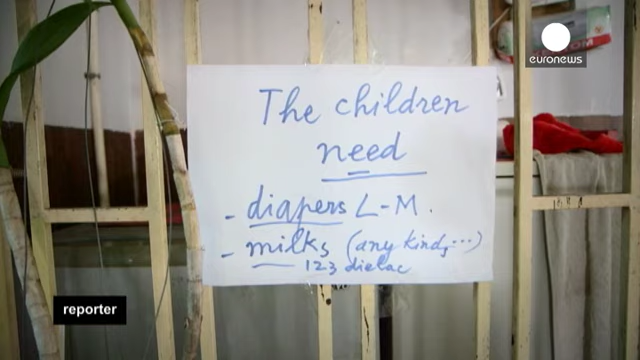 euronews
The children
need
- diapers L-M.
- milks (any kinds...)
123 dielac
reporter